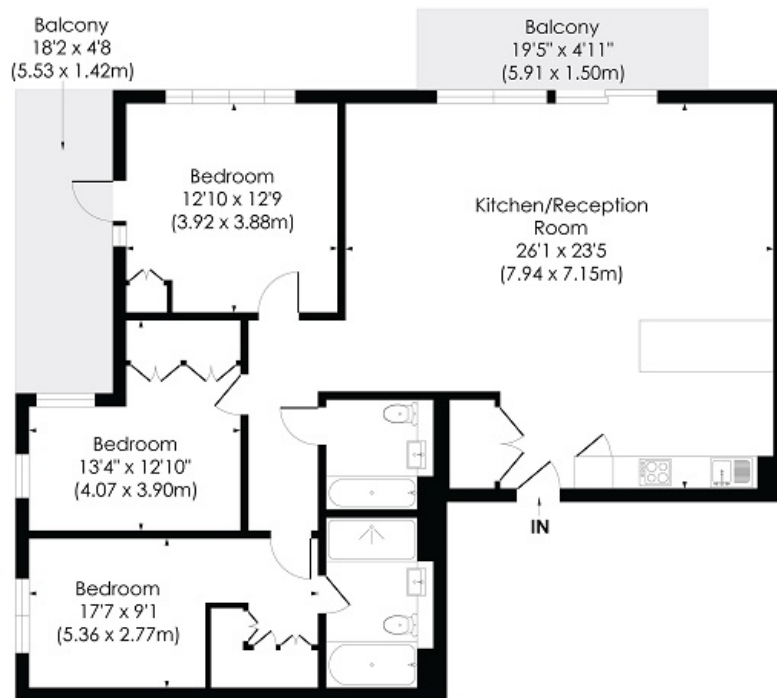 Balcony
18'2 x 4'8
(5.53 x 1.42m)
Balcony
19'5" x 4'11"
(5.91 x 1.50m)
Bedroom
12'10 x 12'9
(3.92 x 3.88m)
Kitchen/Reception
Room
26'1 x 23'5
(7.94 x 7.15m)
Bedroom
13'4" x 12'10"
(4.07 x 3.90m)
IN
Bedroom
17'7 x 9'1
(5.36 x 2.77m)